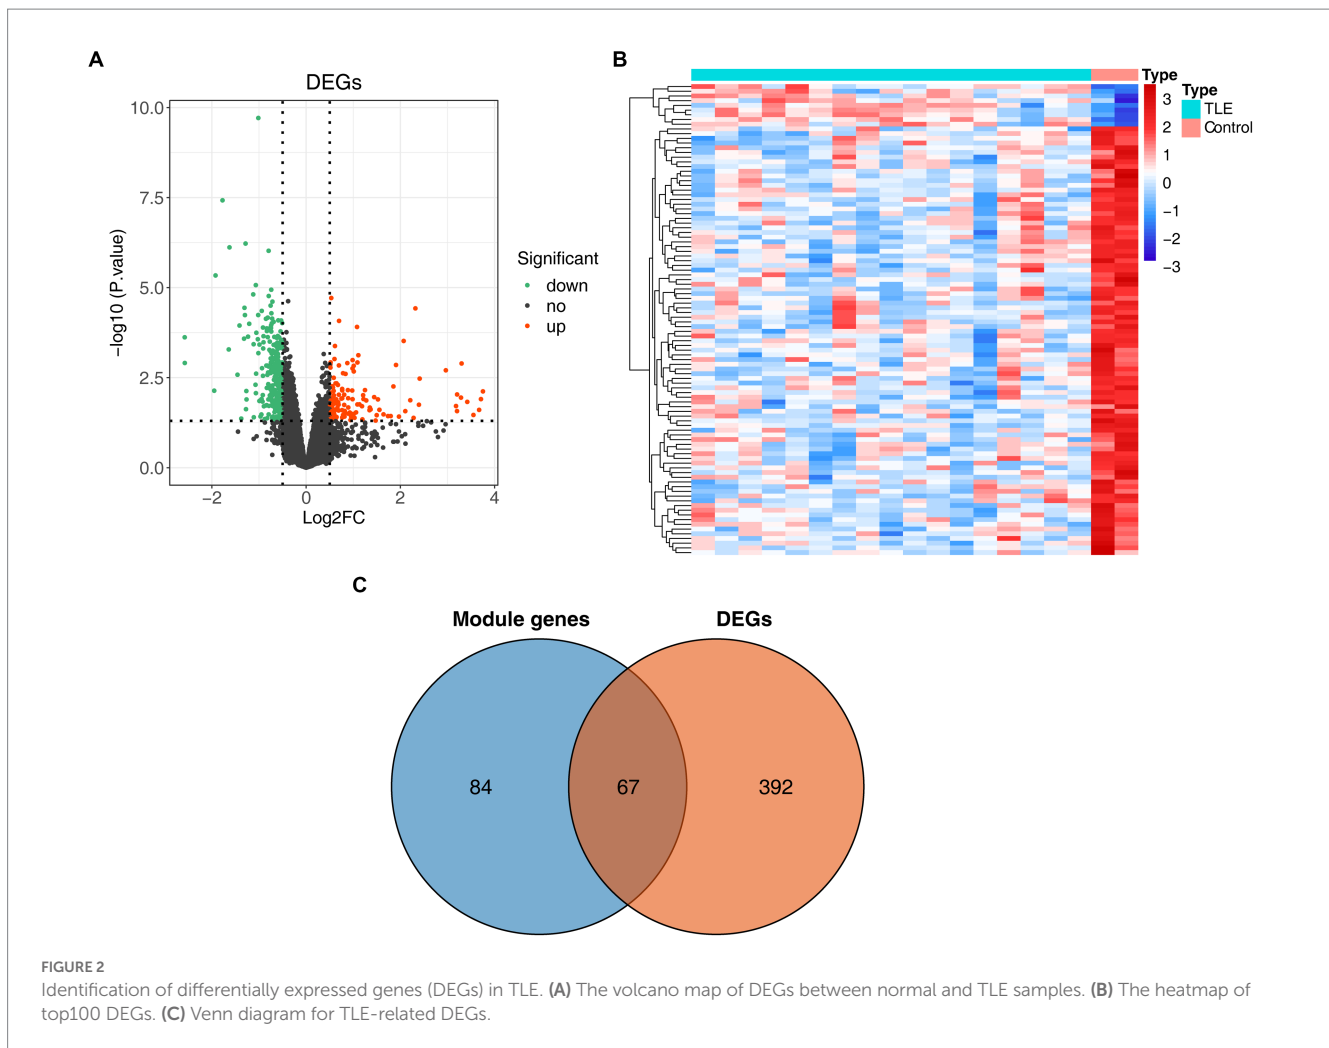 A
DEGs
10.0
7.5
5.0
2.5
0.0
−log10 (P.value)
−2
0
2
4
Log2FC
Significant
down
no
up
B
Type
3
2
1
0
−1
−2
−3
Type
TLE
Control
C
Module genes
DEGs
84
67
392
FIGURE 2
Identification of differentially expressed genes (DEGs) in TLE. (A) The volcano map of DEGs between normal and TLE samples. (B) The heatmap of
top100 DEGs. (C) Venn diagram for TLE-related DEGs.